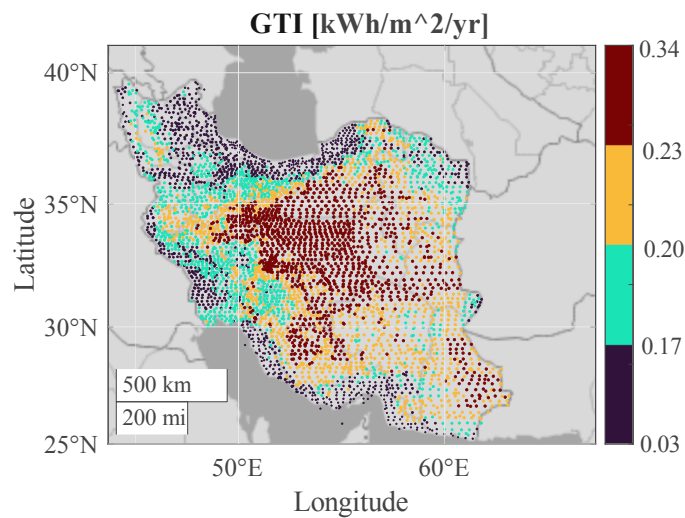 GTI [kWh/m^2/yr]
40°N
35°N
30°N
25°N
Latitude
500 km
200 mi
50°E
60°E
Longitude
0.34
0.23
0.20
0.17
0.03